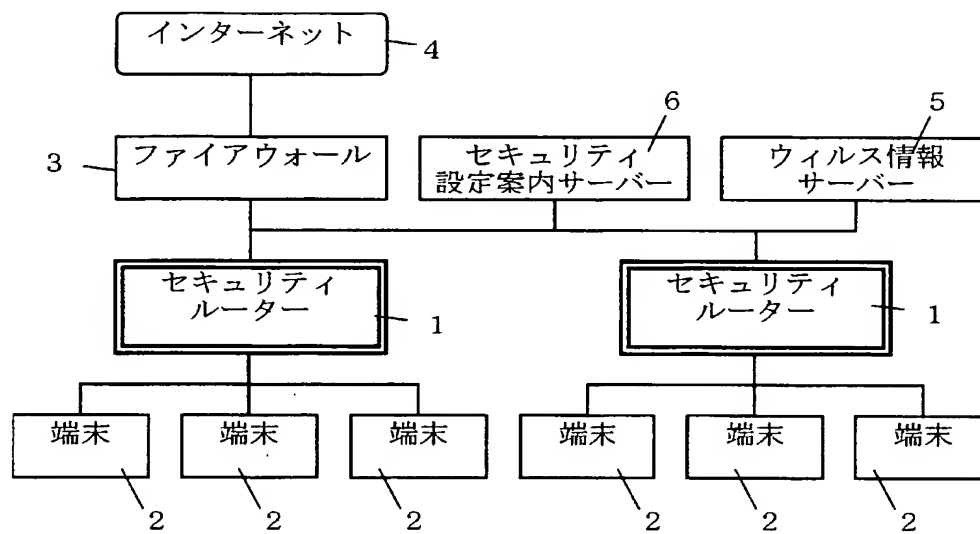 インターネット
4
6
5
3
ファイアウォール
セキュリティ
設定案内サーバー
ウィルス情報
サーバー
セキュリティ
ルーター
1
セキュリティ
ルーター
1
端末
端末
端末
端末
端末
端末
2
2
2
2
2
2